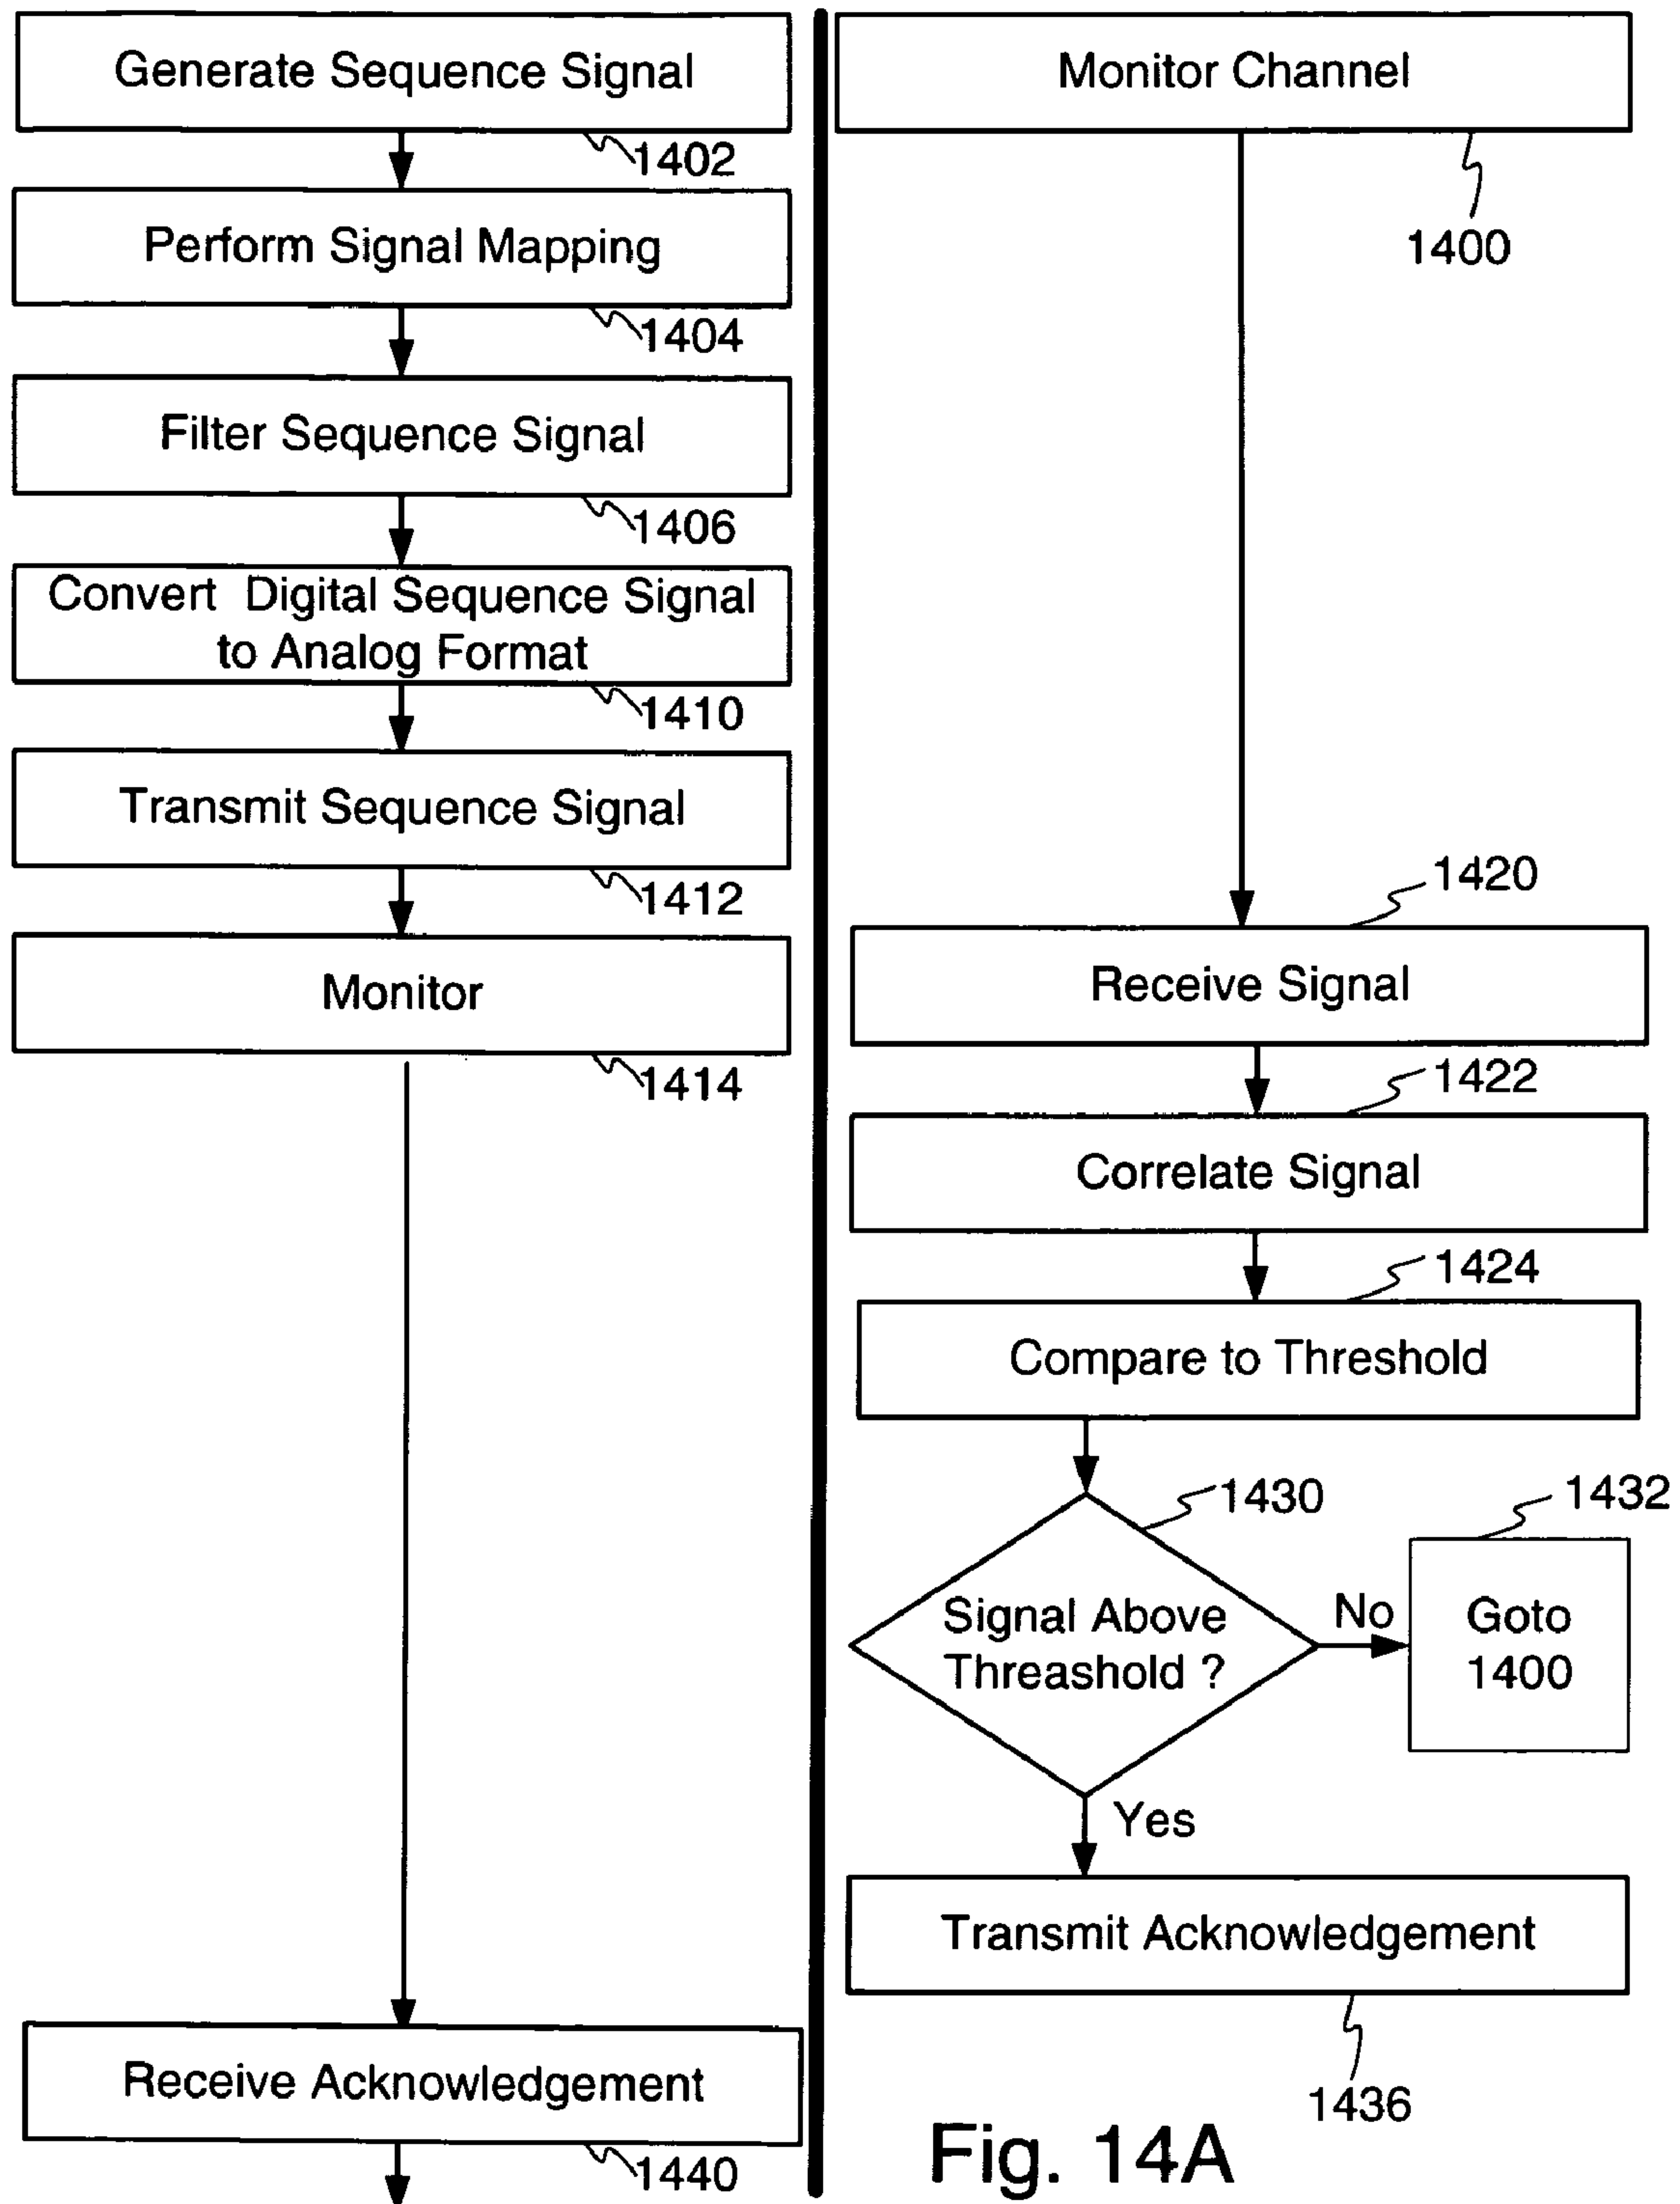 Generate Sequence Signal
1402
Perform Signal Mapping
1404
Filter Sequence Signal
1406
Convert Digital Sequence Signal
to Analog Format
1410
Transmit Sequence Signal
1412
Monitor
1414
Receive Acknowledgement
1440
Monitor Channel
1400
1420
Receive Signal
1422
Correlate Signal
1424
Compare to Threshold
1430
Signal Above
Threashold ?
No
1432
Goto
1400
Yes
Transmit Acknowledgement
1436
Fig. 14A